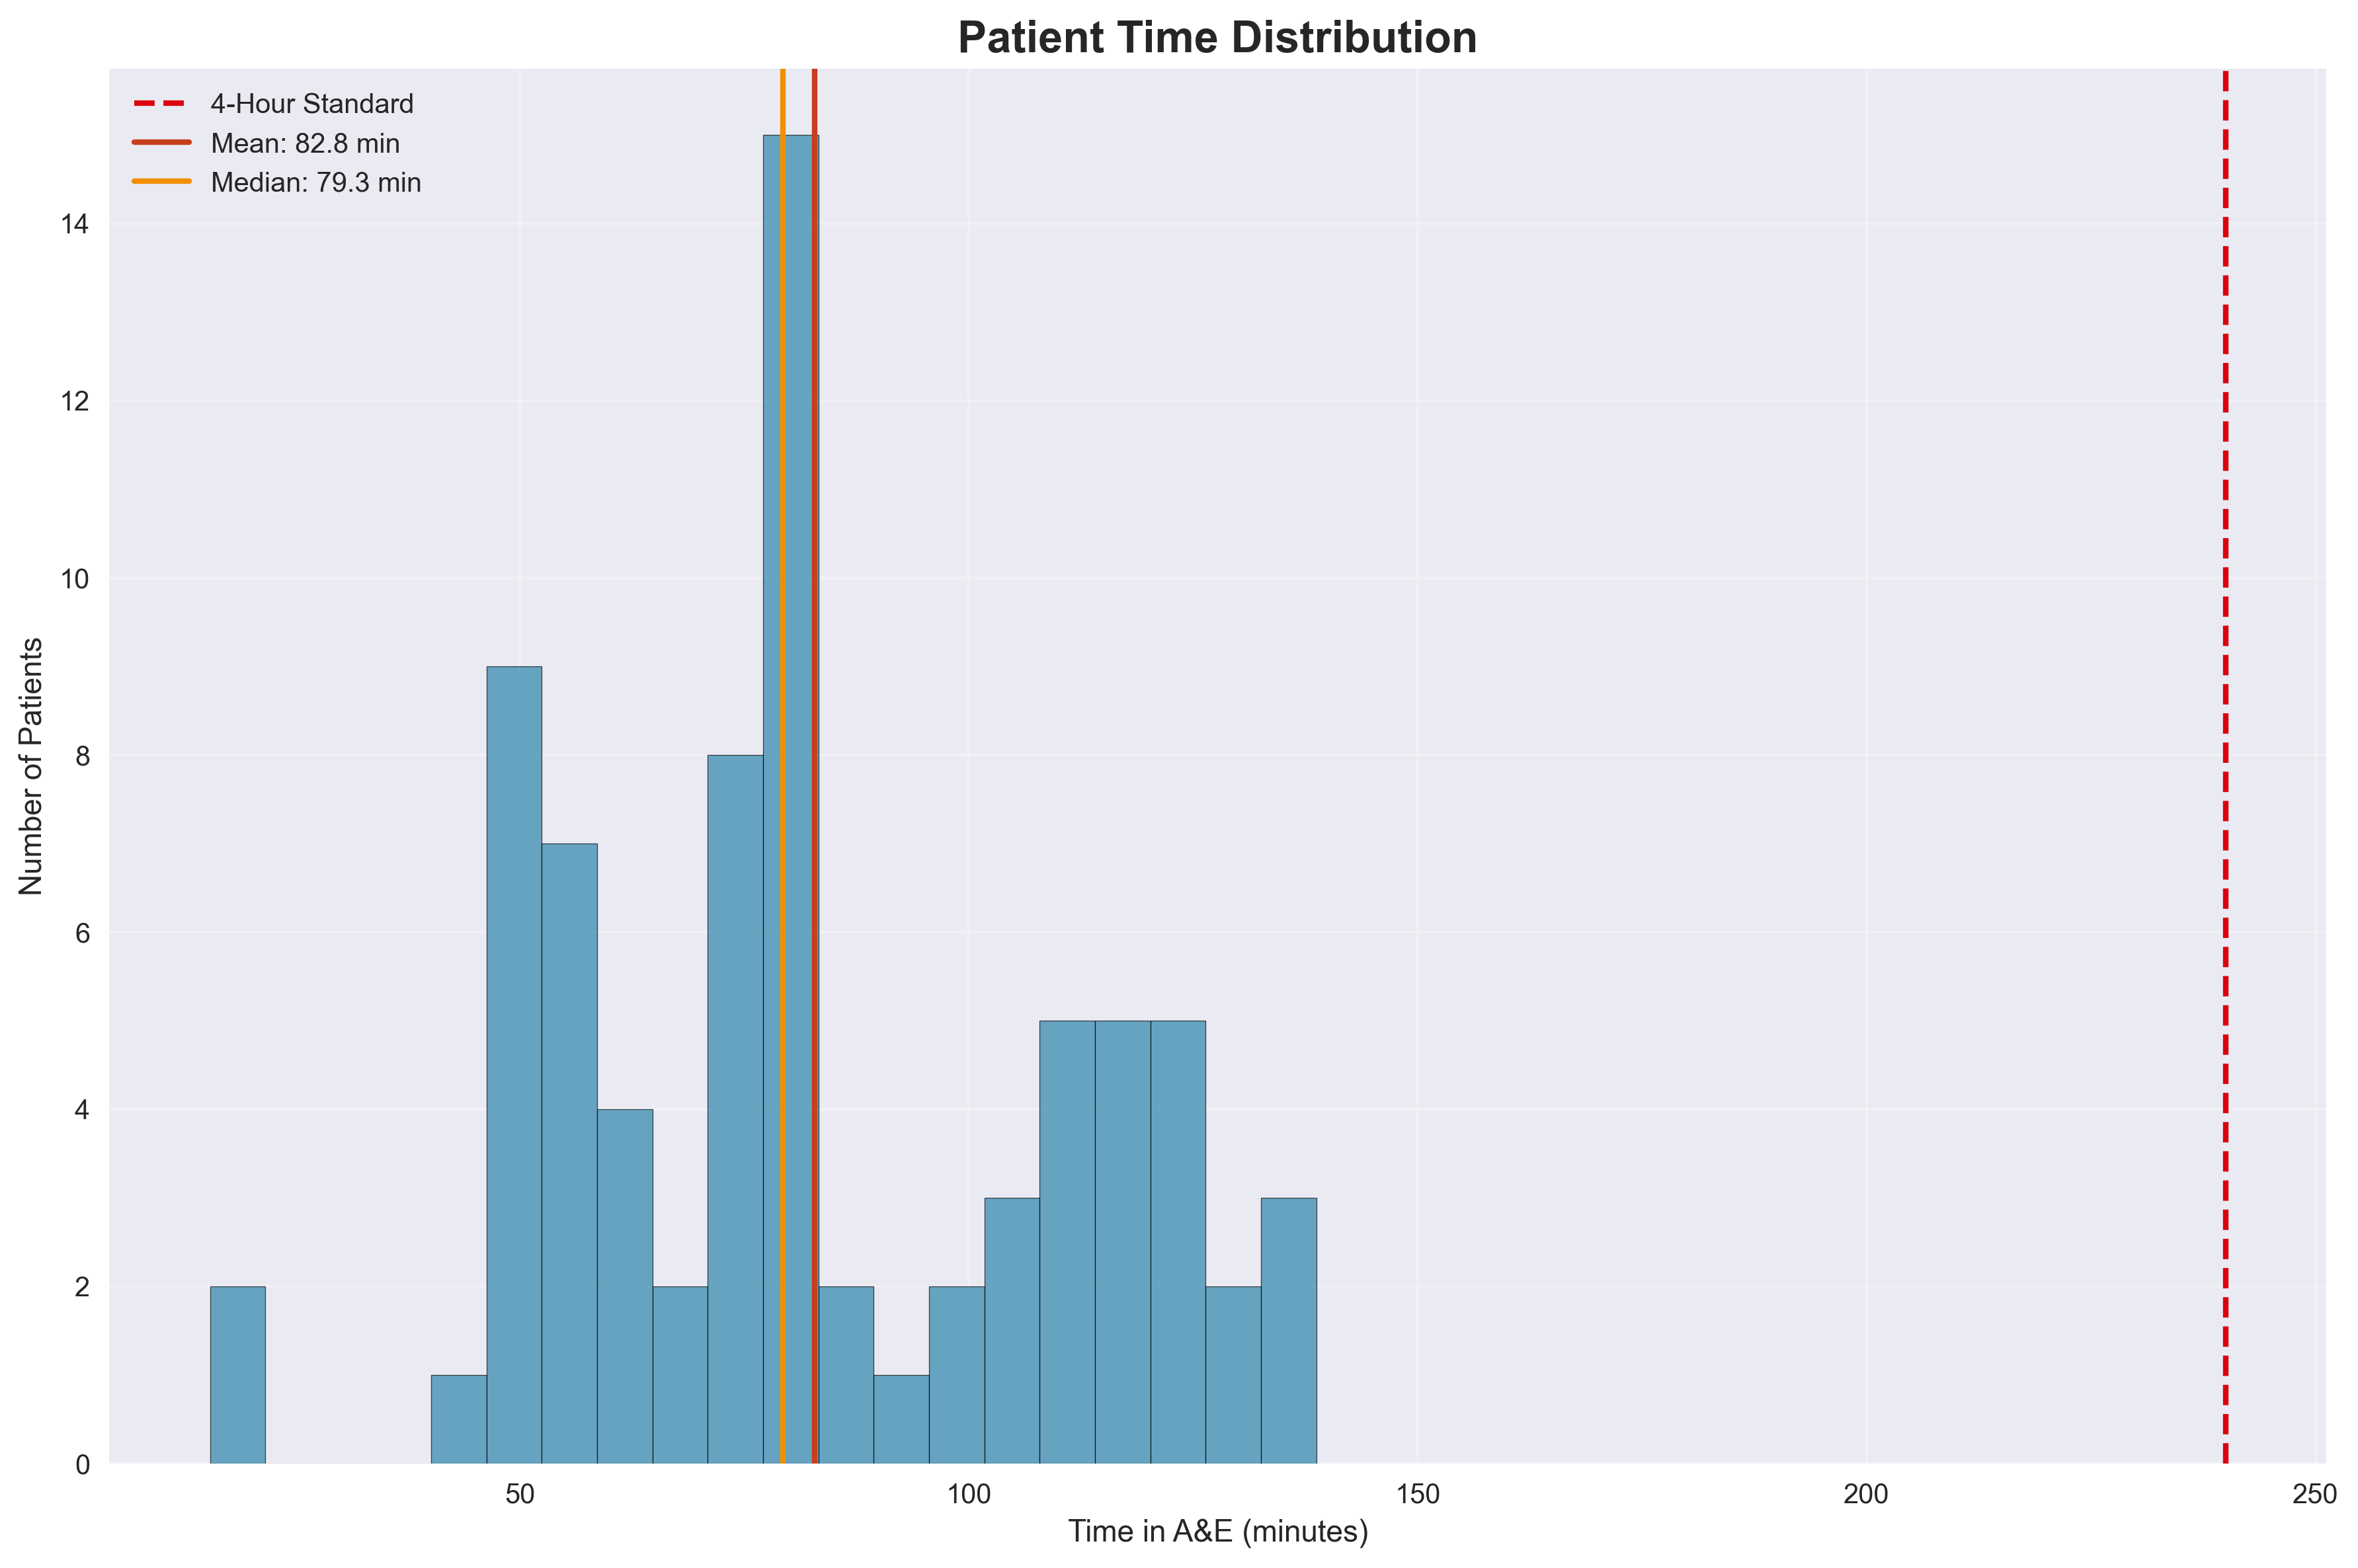 Patient Time Distribution
4-Hour Standard
Mean: 82.8 min
Median: 79.3 min
14
12
10
8
6
4
2
0
Number of Patients
50
100
150
200
250
Time in A&E (minutes)